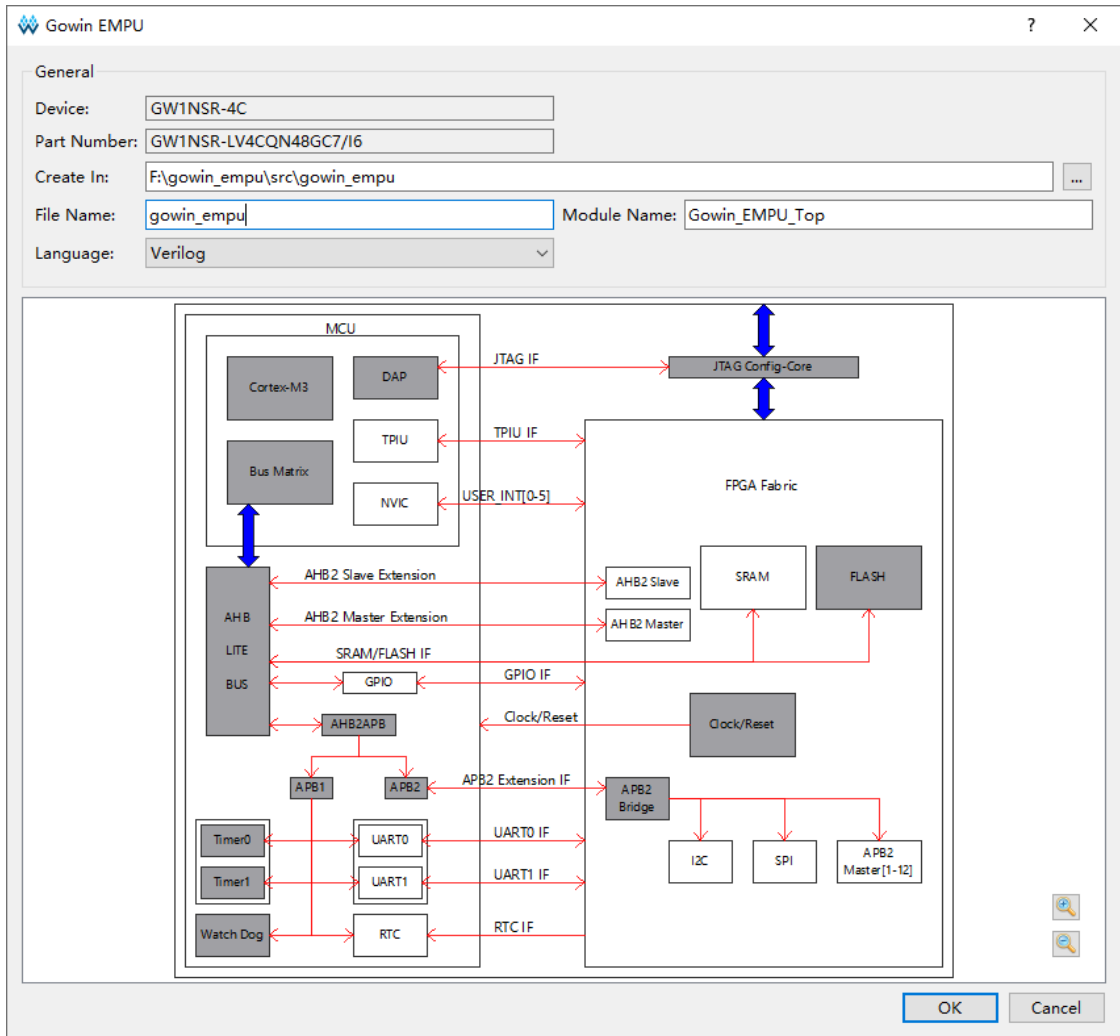 Gowin EMPU
?
General
Device: GW1NSR-4C
Part Number: GW1NSR-LV4CQN48GC7/I6
Create In: F:\gowin_empu\src\gowin_empu
...
File Name: gowin_empu
Module Name: Gowin_EMPU_Top
Language: Verilog
MCU
Cortex-M3
DAP
JTAG IF
JTAG Config-Core
TPIU
TPIU IF
Bus Matrix
NVIC
USER_INT[0-5]
FPGA Fabric
AHB
LITE
BUS
AHB2 Slave Extension
AHB2 Slave
SRAM
FLASH
AHB2 Master Extension
AHB2 Master
SRAM/FLASH IF
GPIO
GPIO IF
AHB2APB
Clock/Reset
Clock/Reset
APB1
APB2
APB2 Extension IF
APB2
Bridge
Timer0
UART0
UART0 IF
I2C
SPI
APB2
Master[1-12]
Timer1
UART1
UART1 IF
Watch Dog
RTC
RTC IF
OK
Cancel